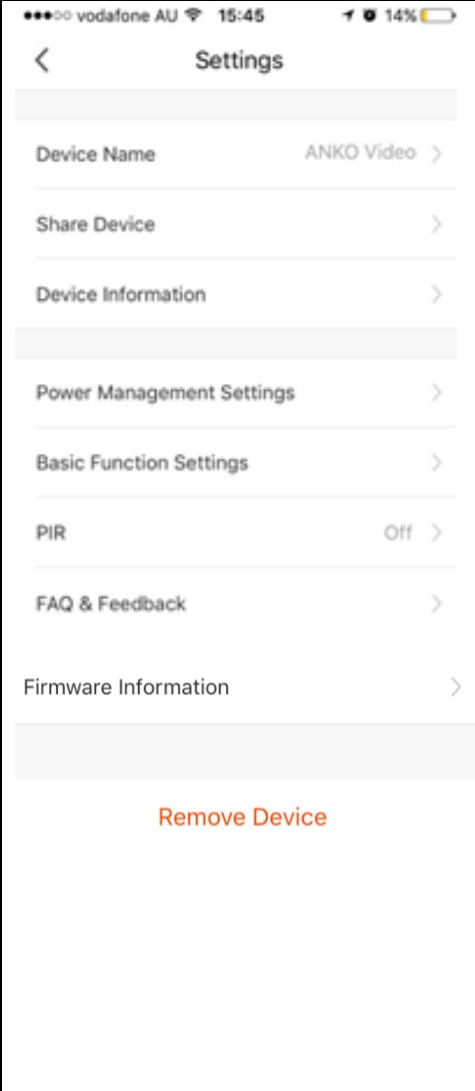 vodafone AU 15:45 14%
Settings
Device Name ANKO Video
Share Device
Device Information
Power Management Settings
Basic Function Settings
PIR Off
FAQ & Feedback
Firmware Information
Remove Device